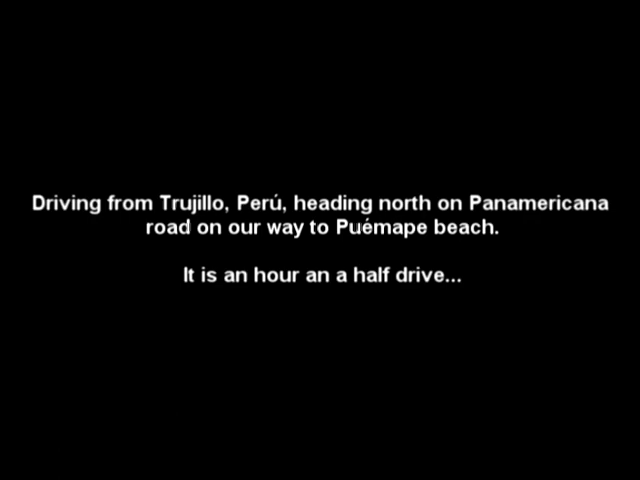 Driving from Trujillo, Perú, heading north on Panamericana
road on our way to Puémape beach.
It is an hour an a half drive...